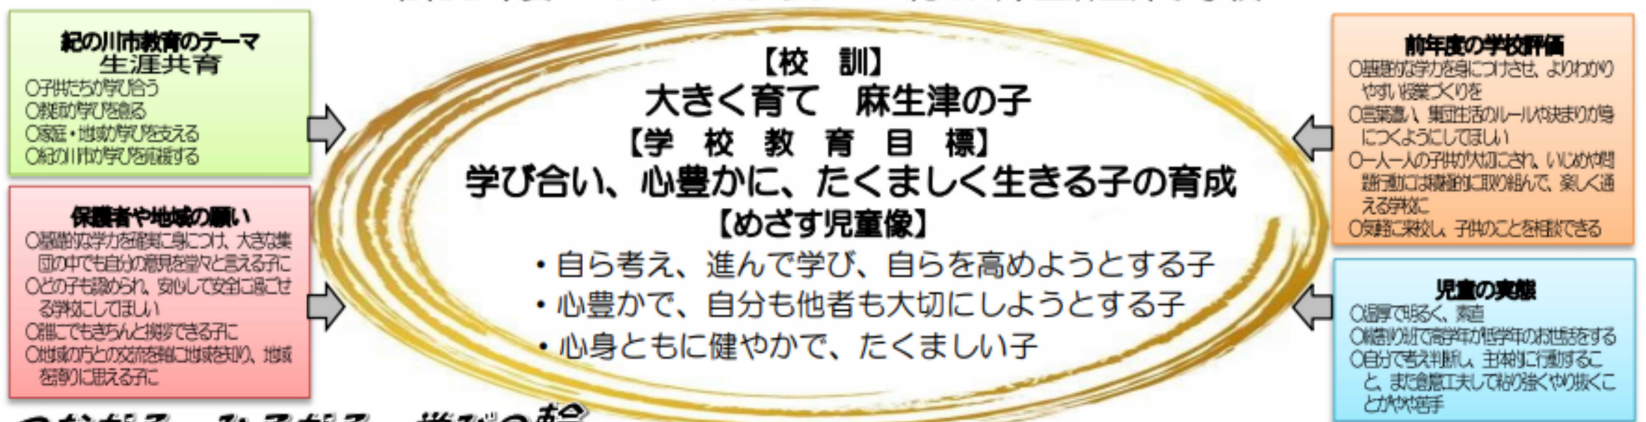 紀の川市教育のテーマ
生涯共育
○子供たちが学び合う
○教師が学びを創る
○家庭・地域が学びを支える
○紀の川市が学びを応援する
保護者や地域の願い
○基礎的な学力を確実に身につけ、大きな集
団の中でも自分の意見を堂々と言える子に
○どの子も認められ、安心して安全に過ごせ
る学校にしてほしい
○誰にでもきちんと挨拶できる子に
○地域の方との交流を軸に地域を知り、地域
を誇りに思える子に
【校 訓】
大きく育て 麻生津の子
【学 校 教 育 目 標】
学び合い、心豊かに、たくましく生きる子の育成
【めざす児童像】
・自ら考え、進んで学び、自らを高めようとする子
・心豊かで、自分も他者も大切にしようとする子
・心身ともに健やかで、たくましい子
前年度の学校評価
○基礎的な学力を身につけさせ、よりわかり
やすい授業づくりを
○言葉遣い、集団生活のルールや決まりが身
につくようにしてほしい
○一人一人の子供が大切にされ、いじめや問
題行動には積極的に取り組んで、楽しく通
える学校に
○気軽に来校し、子供のことを相談できる
児童の実態
○温厚で明るく、素直
○縦割り班で高学年が低学年のお世話をする
○自分で考え判断し、主体的に行動するこ
と、また創意工夫して粘り強くやり抜くこ
とがやや苦手
つながる ひろがる 学びの輪